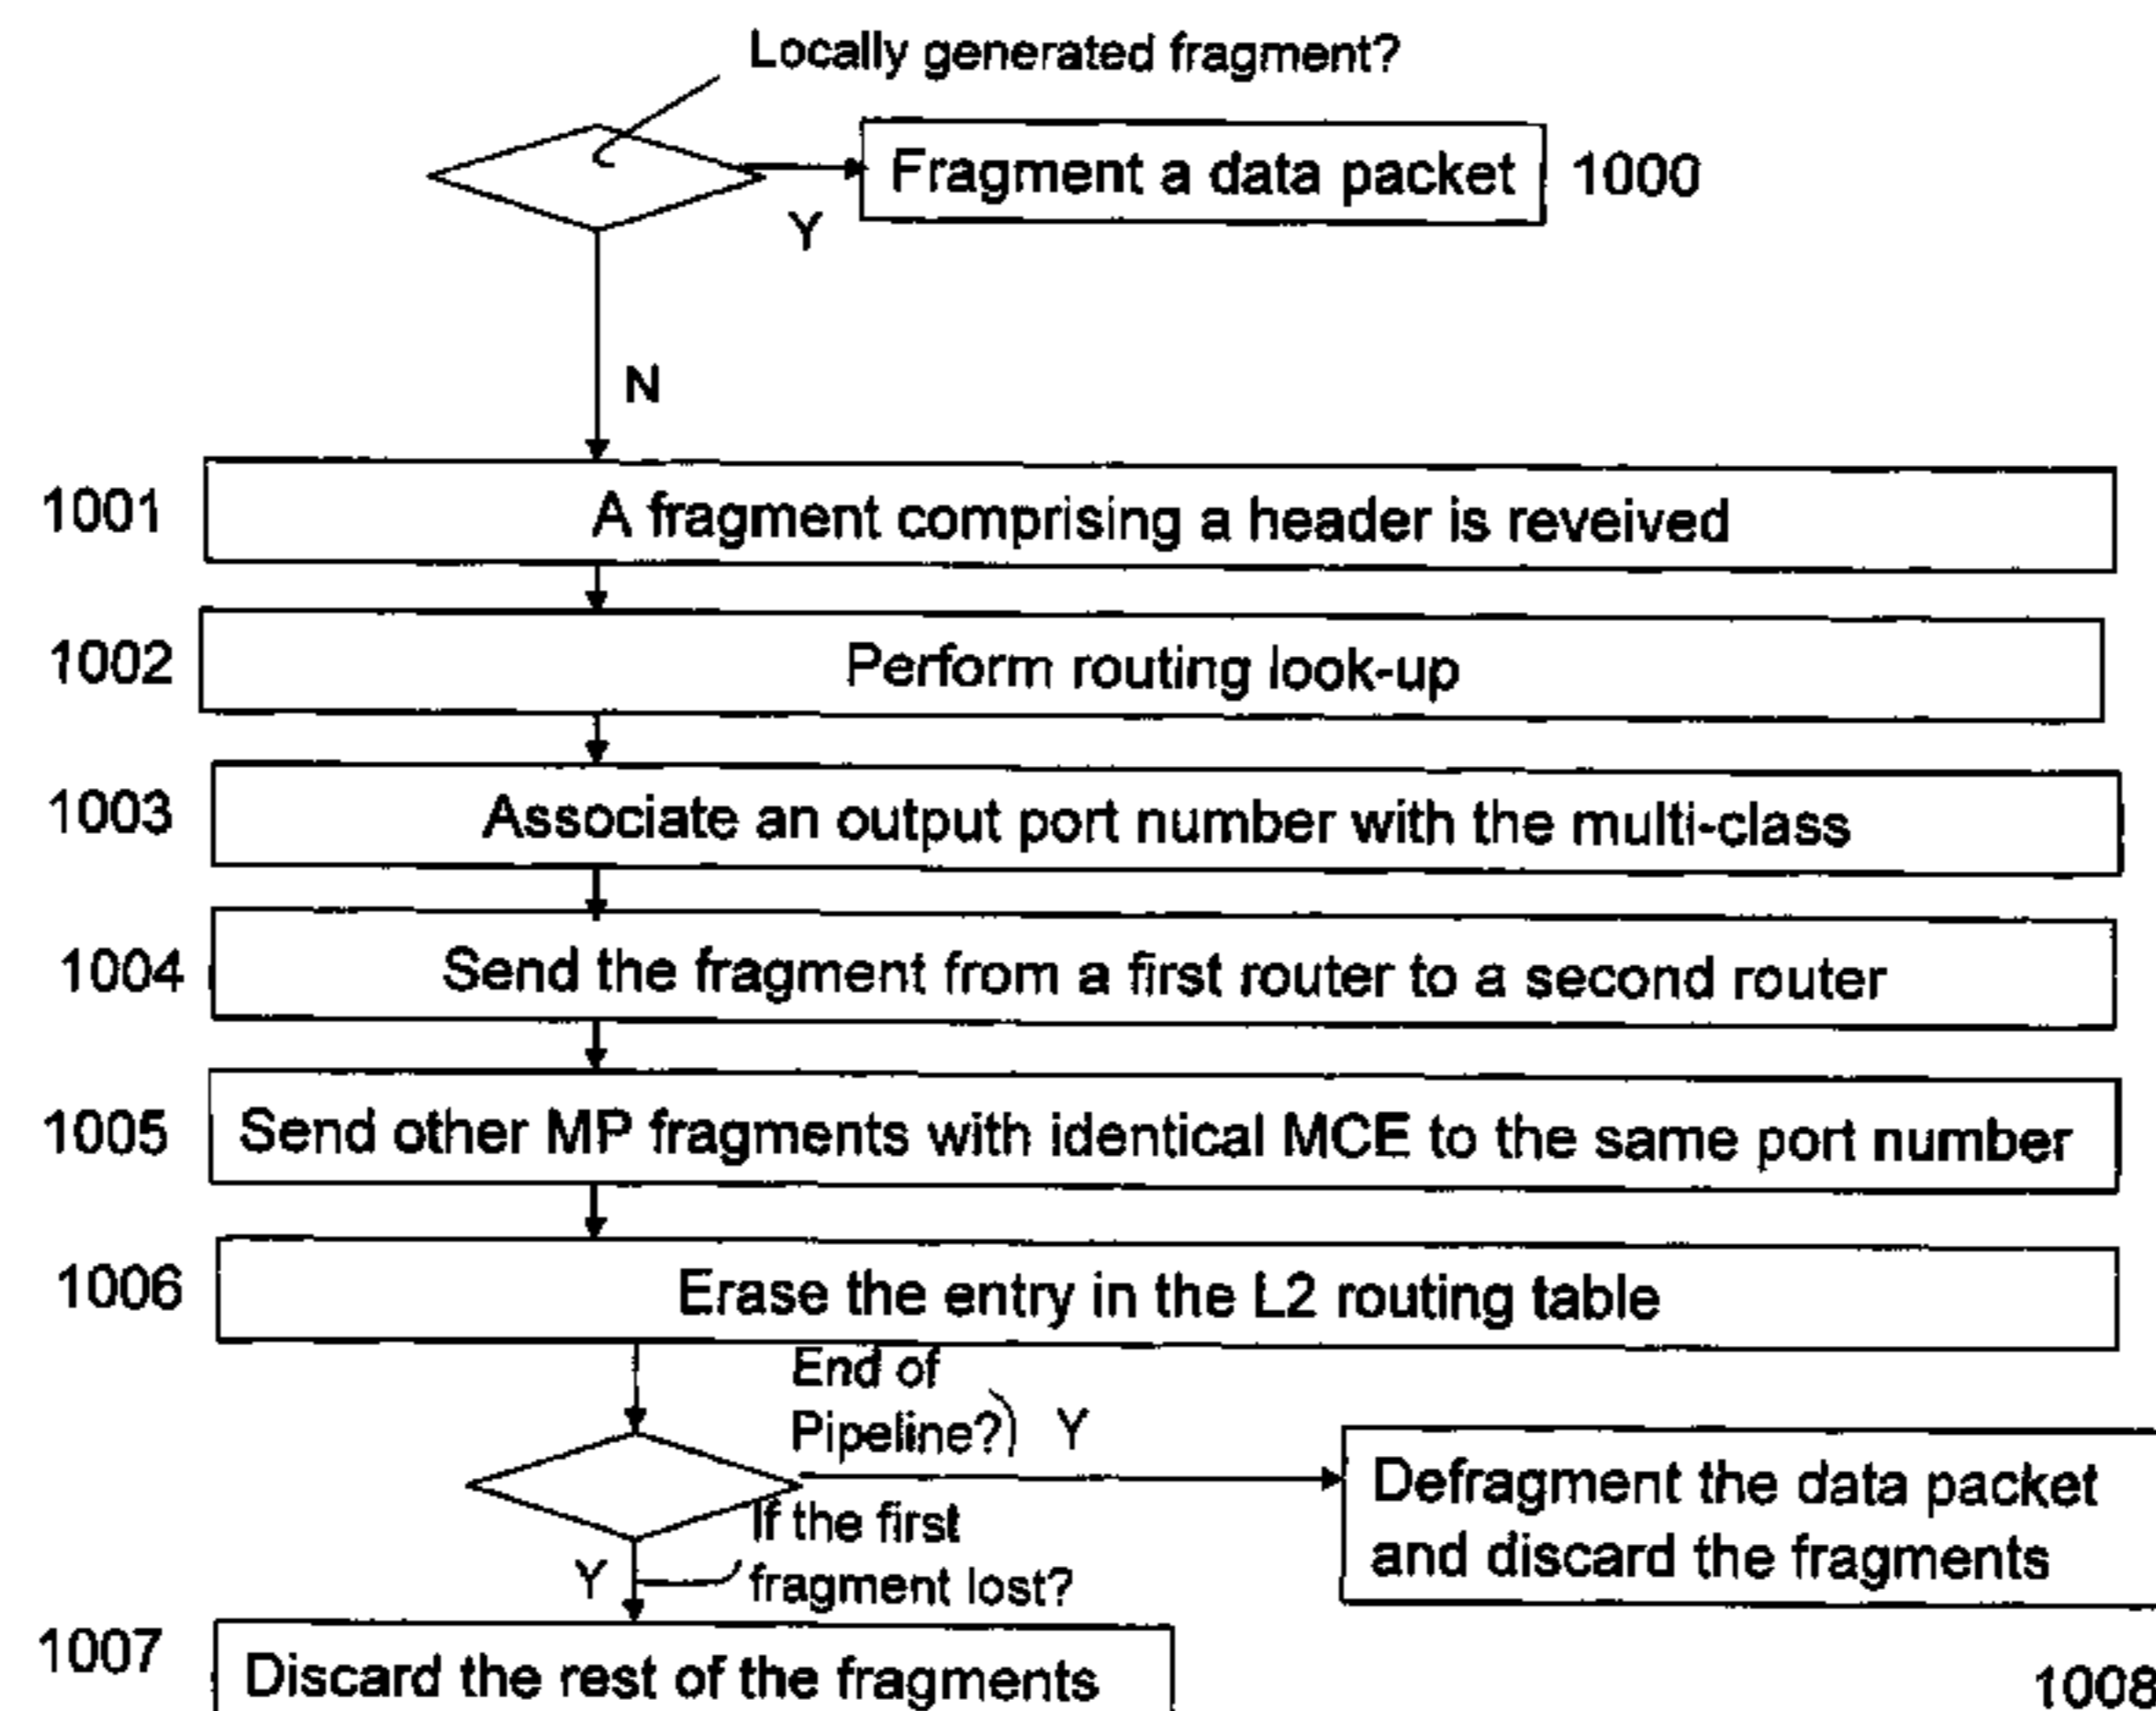 Locally generated fragment?
Fragment a data packet
1000
Y
N
1001
A fragment comprising a header is reveived
1002
Perform routing look-up
1003
Associate an output port number with the multi-class
1004
Send the fragment from a first router to a second router
1005
Send other MP fragments with identical MCE to the same port number
1006
Erase the entry in the L2 routing table
End of
Pipeline?
Y
Defragment the data packet
and discard the fragments
If the first
fragment lost?
Y
1007
Discard the rest of the fragments
1008